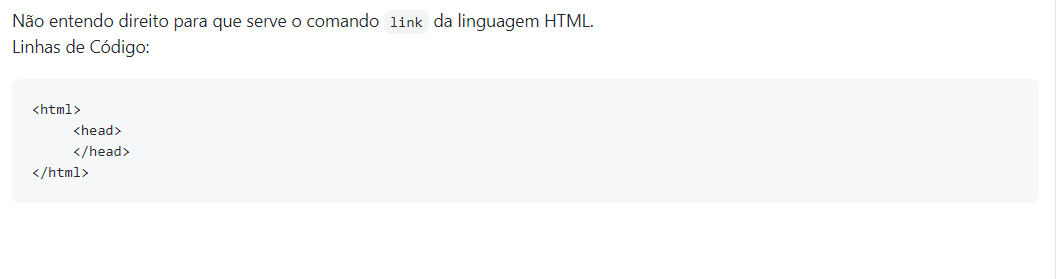 Não entendo direito para que serve o comando link da linguagem HTML.
Linhas de Código:
<html>
<head>
</head>
</html>